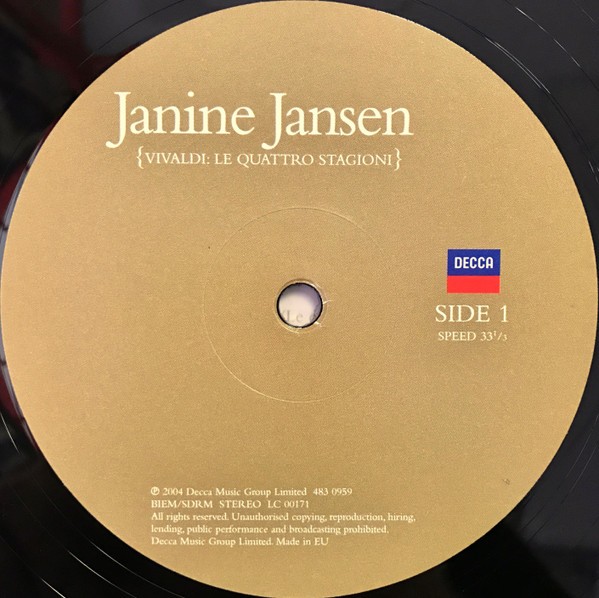 Janine Jansen
{VIVALDI: LE QUATTRO STAGIONI}
DECCA
SIDE 1
SPEED 33⅓
℗ 2004 Decca Music Group Limited 483 0959
BIEM/SDRM STEREO LC 00171
All rights reserved. Unauthorised copying, reproduction, hiring,
lending, public performance and broadcasting prohibited.
Decca Music Group Limited. Made in EU